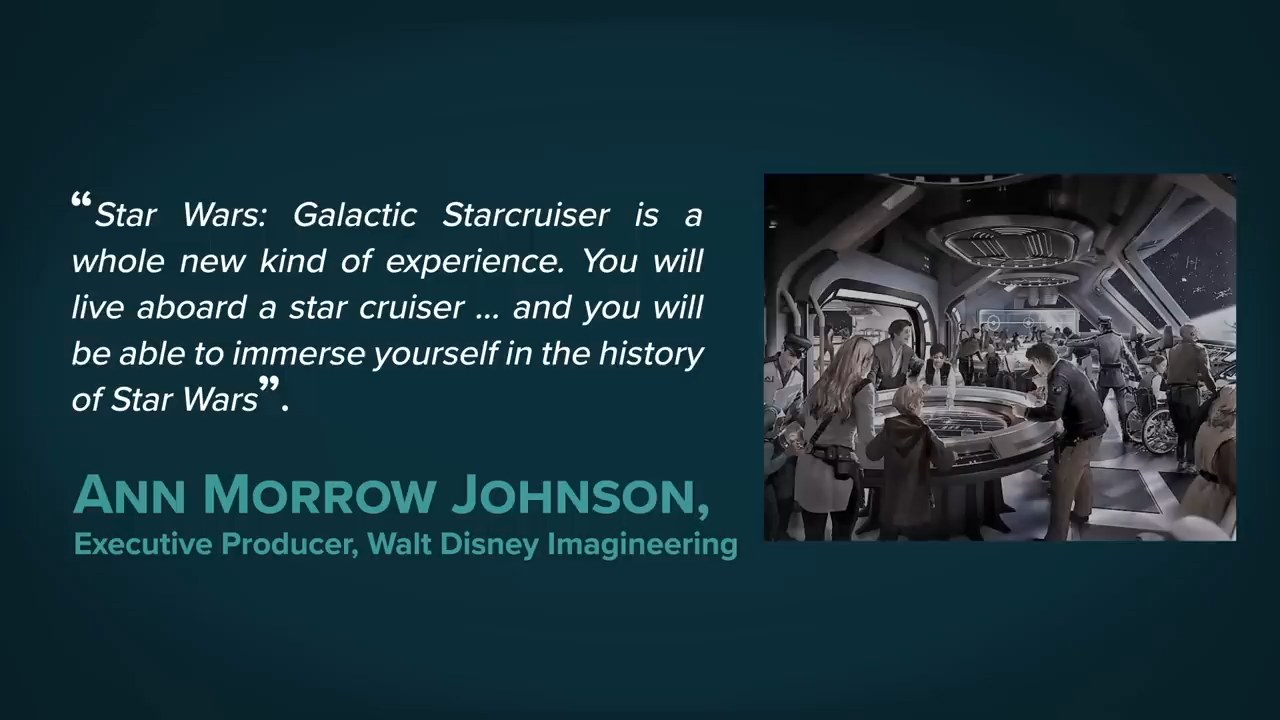 “Star Wars: Galactic Starcruiser is a
whole new kind of experience. You will
live aboard a star cruiser ... and you will
be able to immerse yourself in the history
of Star Wars”.
ANN MORROW JOHNSON,
Executive Producer, Walt Disney Imagineering